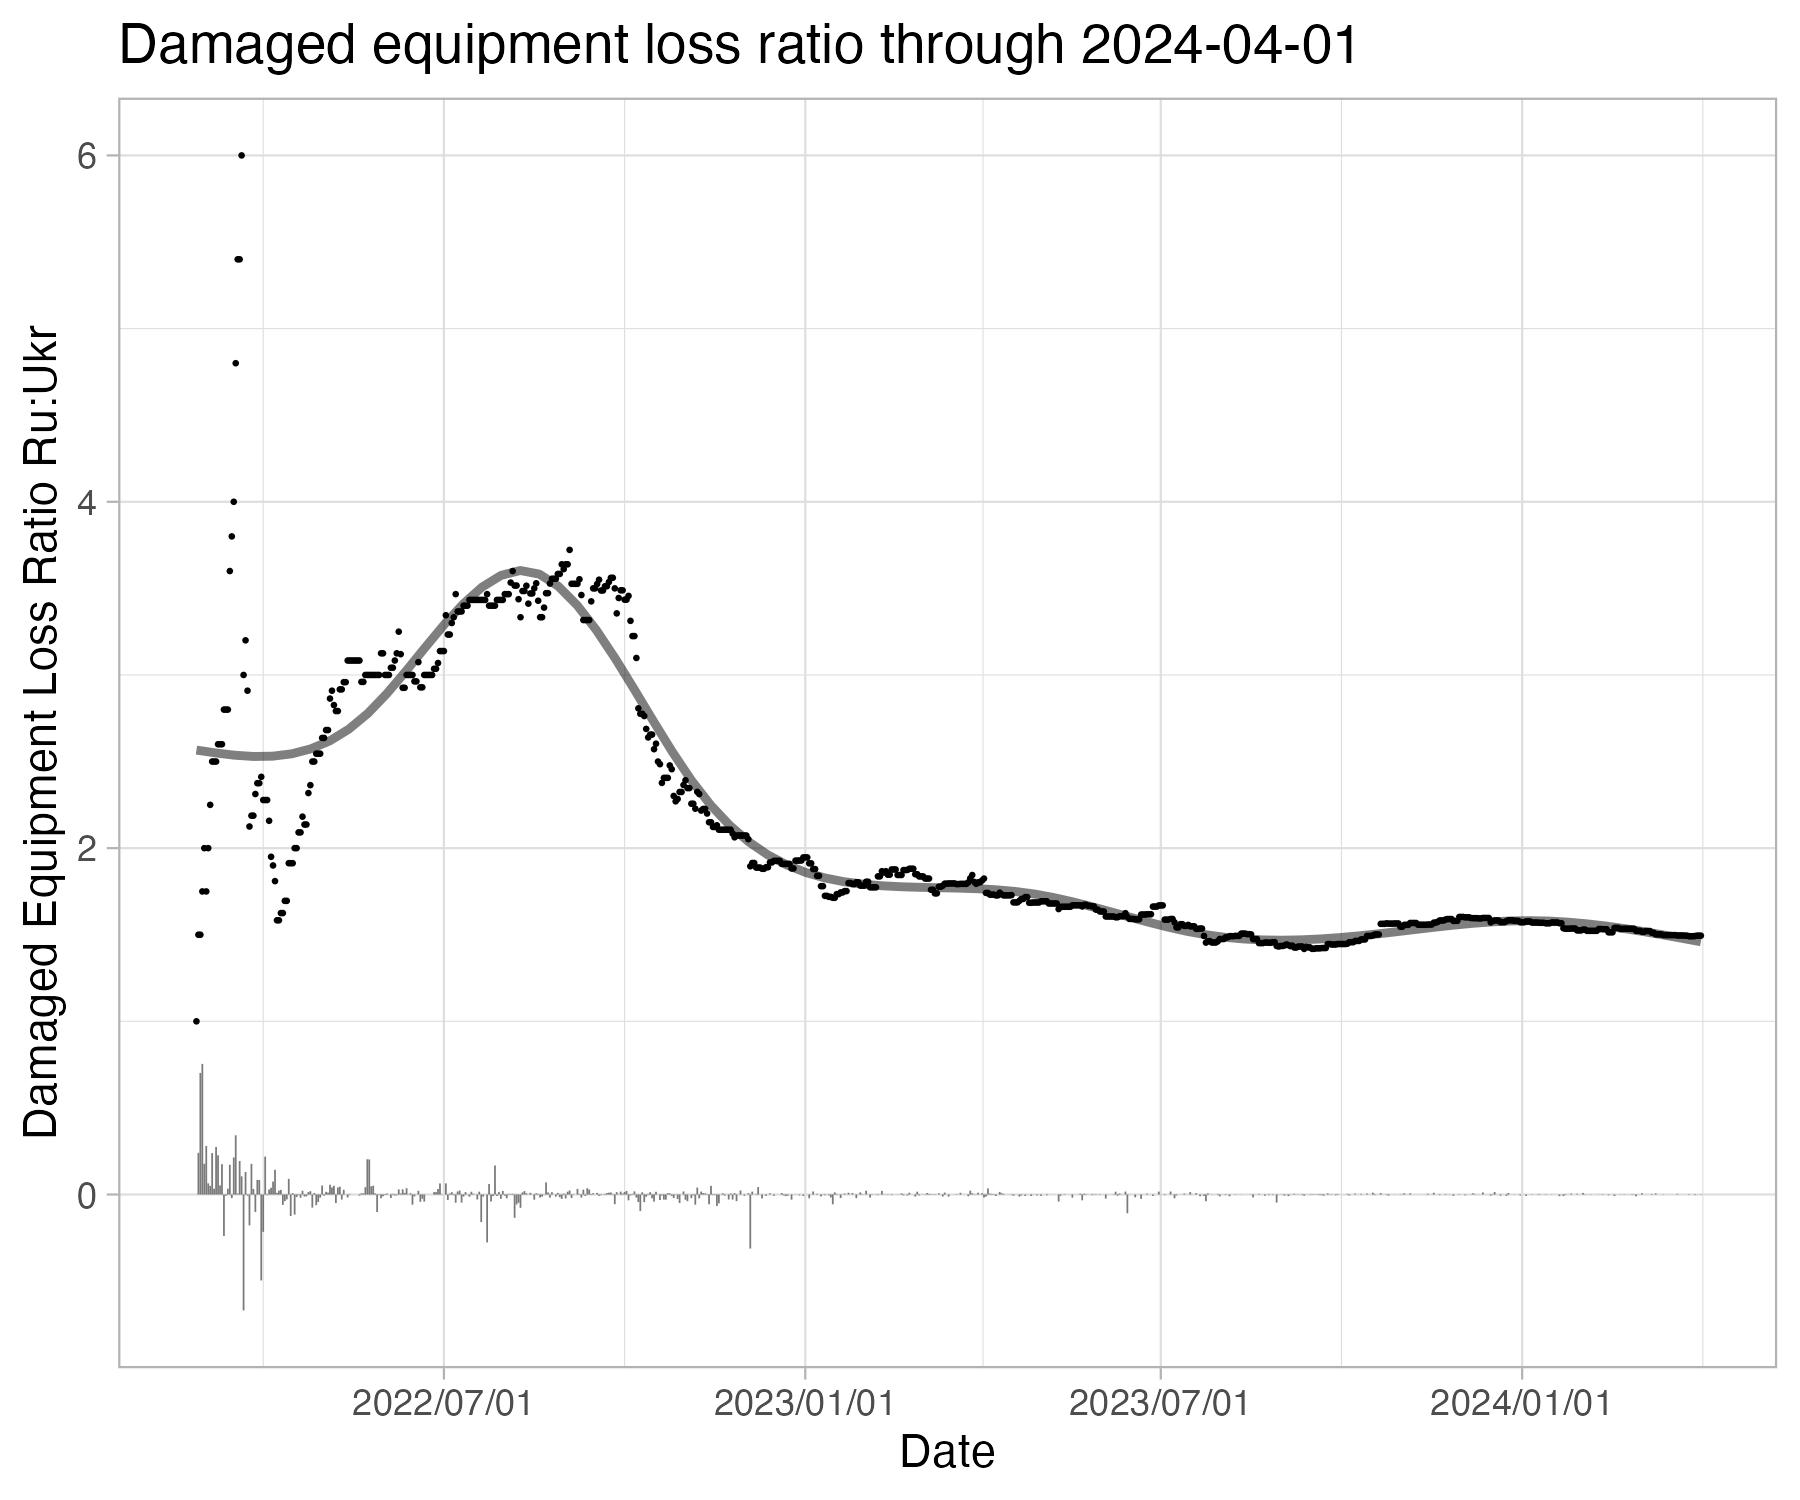 Damaged equipment loss ratio through 2024-04-01
Damaged Equipment Loss Ratio Ru:Ukr
6
4
2
0
2022/07/01
2023/01/01
2023/07/01
2024/01/01
Date